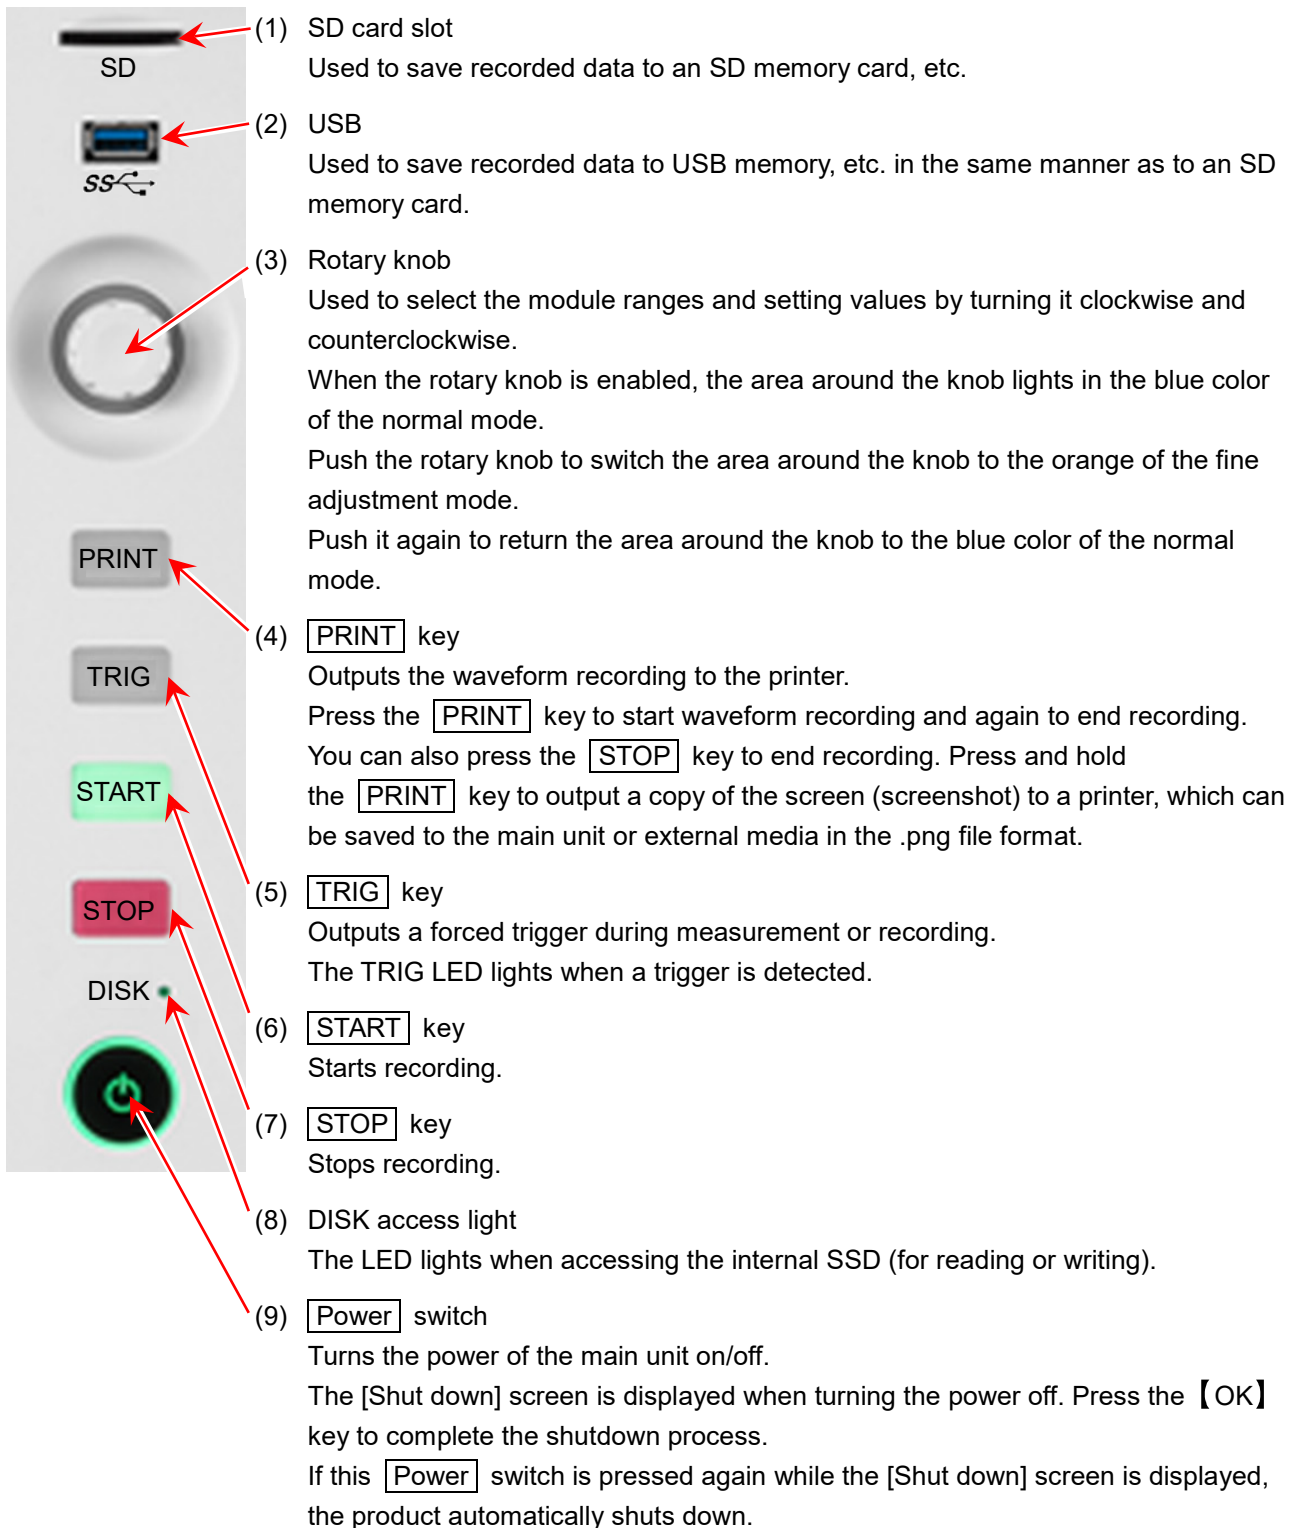 (1) SD card slot
SD
Used to save recorded data to an SD memory card, etc.
(2) USB
Used to save recorded data to USB memory, etc. in the same manner as to an SD
memory card.
SS
(3) Rotary knob
Used to select the module ranges and setting values by turning it clockwise and
counterclockwise.
When the rotary knob is enabled, the area around the knob lights in the blue color
of the normal mode.
Push the rotary knob to switch the area around the knob to the orange of the fine
adjustment mode.
Push it again to return the area around the knob to the blue color of the normal
mode.
PRINT
(4) PRINT key
Outputs the waveform recording to the printer.
Press the PRINT key to start waveform recording and again to end recording.
You can also press the STOP key to end recording. Press and hold
the PRINT key to output a copy of the screen (screenshot) to a printer, which can
be saved to the main unit or external media in the .png file format.
TRIG
START
(5) TRIG key
Outputs a forced trigger during measurement or recording.
The TRIG LED lights when a trigger is detected.
STOP
DISK
(6) START key
Starts recording.
(7) STOP key
Stops recording.
(8) DISK access light
The LED lights when accessing the internal SSD (for reading or writing).
(9) Power switch
Turns the power of the main unit on/off.
The [Shut down] screen is displayed when turning the power off. Press the【OK】
key to complete the shutdown process.
If this Power switch is pressed again while the [Shut down] screen is displayed,
the product automatically shuts down.